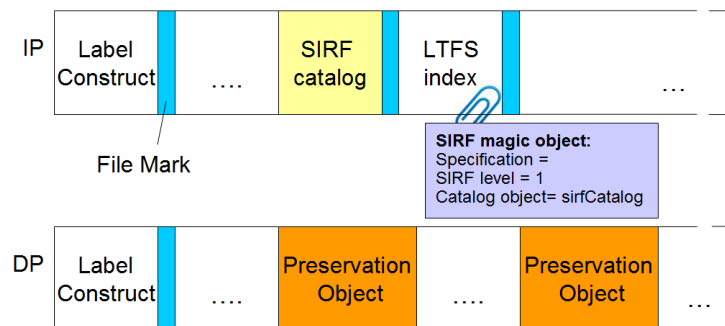 IP
Label
Construct
....
SIRF
catalog
LTFS
index
...
File Mark
SIRF magic object:
Specification =
SIRF level = 1
Catalog object= sirfCatalog
DP
Label
Construct
....
Preservation
Object
....
Preservation
Object
...